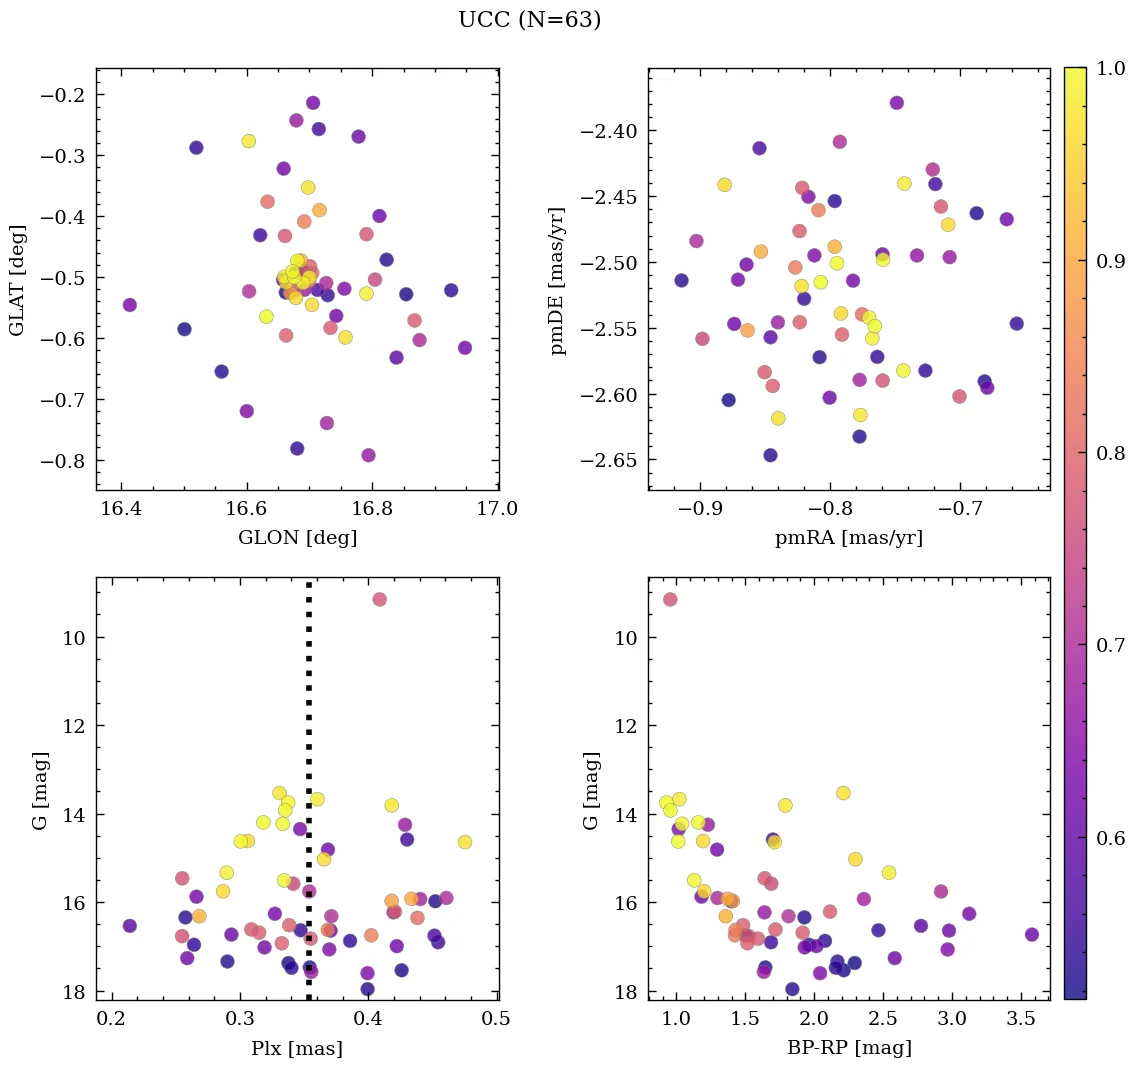 UCC (N=63)
−0.2
−0.3
−0.4
−0.5
−0.6
−0.7
−0.8
GLAT [deg]
16.4 16.6 16.8 17.0
GLON [deg]
−2.40
−2.45
−2.50
−2.55
−2.60
−2.65
pmDE [mas/yr]
−0.9 −0.8 −0.7
pmRA [mas/yr]
1.0
0.9
0.8
0.7
0.6
10
12
14
16
18
G [mag]
0.2 0.3 0.4 0.5
Plx [mas]
10
12
14
16
18
G [mag]
1.0 1.5 2.0 2.5 3.0 3.5
BP-RP [mag]